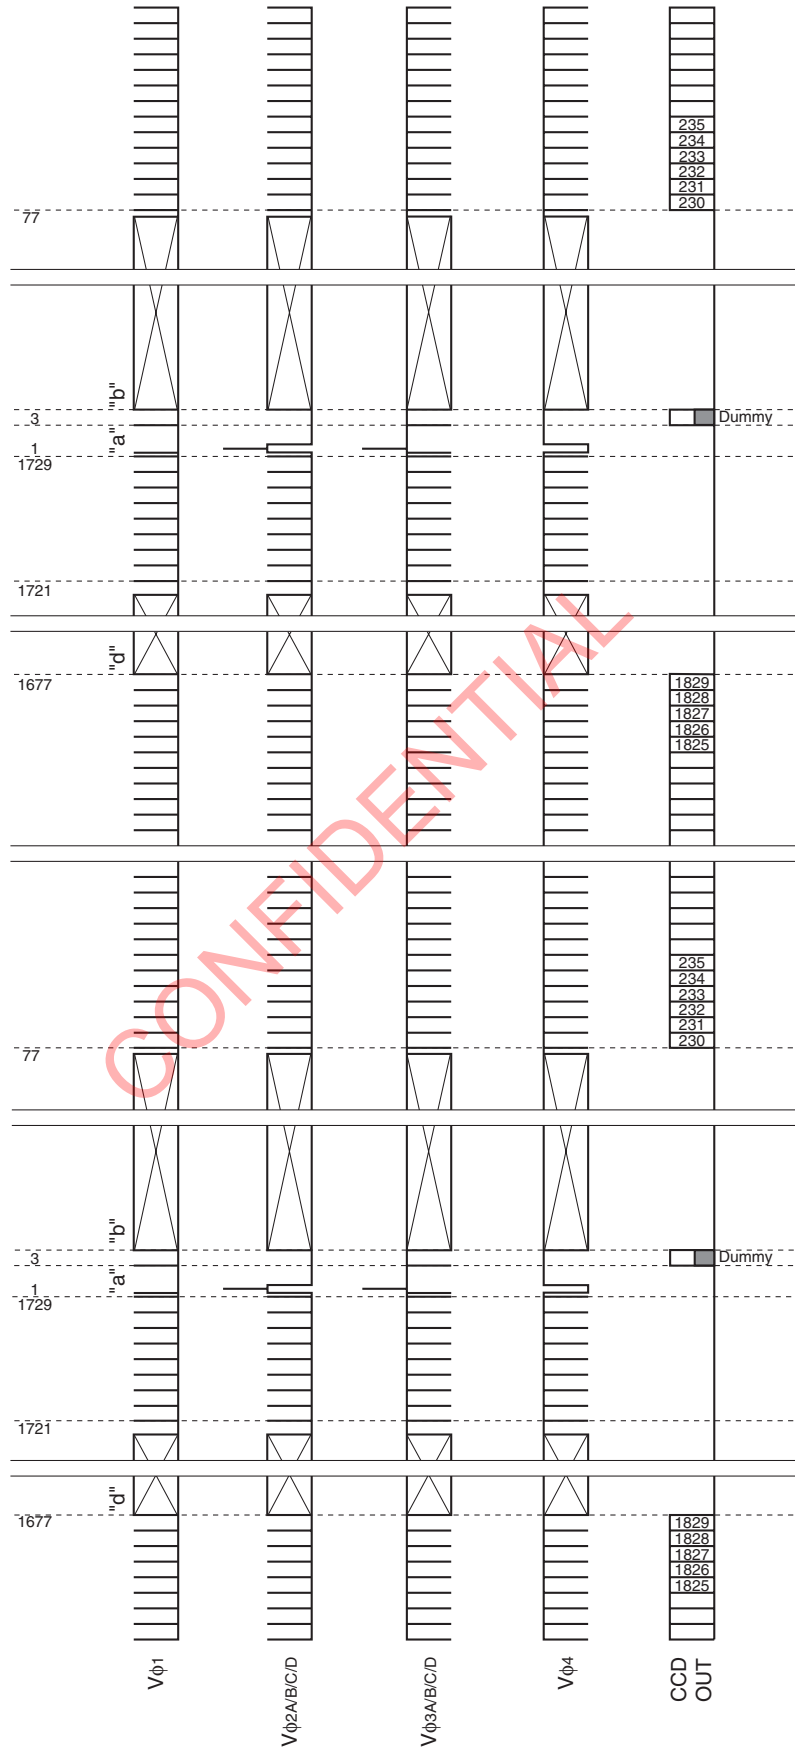 235
234
233
232
231
230
77
"b"
3
Dummy
"a"
1
1729
1721
"d"
1677
1829
1828
1827
1826
1825
CONFIDENTIAL
235
234
233
232
231
230
77
"b"
3
Dummy
"a"
1
1729
1721
"d"
1677
1829
1828
1827
1826
1825
Vφ1
Vφ2A/B/C/D
Vφ3A/B/C/D
Vφ4
CCD
OUT